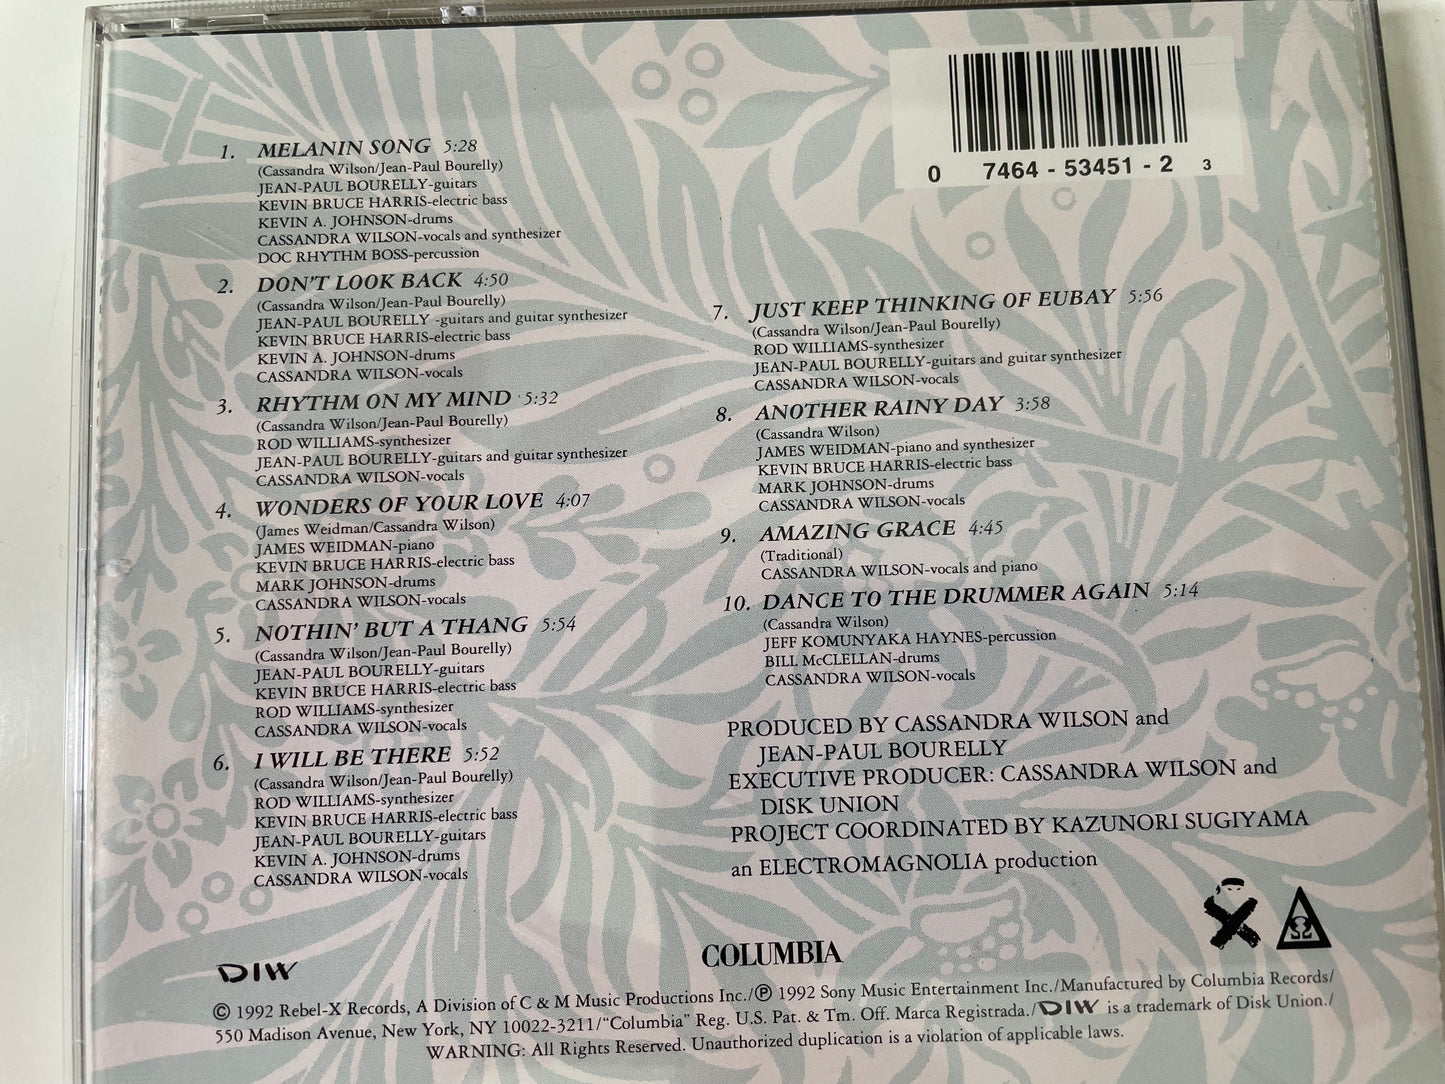 0 7464 - 53451 - 2 3
1. MELANIN SONG 5:28
(Cassandra Wilson/Jean-Paul Bourelly)
JEAN-PAUL BOURELLY-guitars
KEVIN BRUCE HARRIS-electric bass
KEVIN A. JOHNSON-drums
CASSANDRA WILSON-vocals and synthesizer
DOC RHYTHM BOSS-percussion
2. DON'T LOOK BACK 4:50
(Cassandra Wilson/Jean-Paul Bourelly)
JEAN-PAUL BOURELLY -guitars and guitar synthesizer
KEVIN BRUCE HARRIS-electric bass
KEVIN A. JOHNSON-drums
CASSANDRA WILSON-vocals
3. RHYTHM ON MY MIND 5:32
(Cassandra Wilson/Jean-Paul Bourelly)
ROD WILLIAMS-synthesizer
JEAN-PAUL BOURELLY-guitars and guitar synthesizer
CASSANDRA WILSON-vocals
4. WONDERS OF YOUR LOVE 4:07
(James Weidman/Cassandra Wilson)
JAMES WEIDMAN-piano
KEVIN BRUCE HARRIS-electric bass
MARK JOHNSON-drums
CASSANDRA WILSON-vocals
5. NOTHIN' BUT A THANG 5:54
(Cassandra Wilson/Jean-Paul Bourelly)
JEAN-PAUL BOURELLY-guitars
KEVIN BRUCE HARRIS-electric bass
ROD WILLIAMS-synthesizer
CASSANDRA WILSON-vocals
6. I WILL BE THERE 5:52
(Cassandra Wilson/Jean-Paul Bourelly)
ROD WILLIAMS-synthesizer
KEVIN BRUCE HARRIS-electric bass
JEAN-PAUL BOURELLY-guitars
KEVIN A. JOHNSON-drums
CASSANDRA WILSON-vocals
7. JUST KEEP THINKING OF EUBAY 5:56
(Cassandra Wilson/Jean-Paul Bourelly)
ROD WILLIAMS-synthesizer
JEAN-PAUL BOURELLY-guitars and guitar synthesizer
CASSANDRA WILSON-vocals
8. ANOTHER RAINY DAY 3:58
(Cassandra Wilson)
JAMES WEIDMAN-piano and synthesizer
KEVIN BRUCE HARRIS-electric bass
MARK JOHNSON-drums
CASSANDRA WILSON-vocals
9. AMAZING GRACE 4:45
(Traditional)
CASSANDRA WILSON-vocals and piano
10. DANCE TO THE DRUMMER AGAIN 5:14
(Cassandra Wilson)
JEFF KOMUNYAKA HAYNES-percussion
BILL McCLELLAN-drums
CASSANDRA WILSON-vocals
PRODUCED BY CASSANDRA WILSON and
JEAN-PAUL BOURELLY
EXECUTIVE PRODUCER: CASSANDRA WILSON and
DISK UNION
PROJECT COORDINATED BY KAZUNORI SUGIYAMA
an ELECTROMAGNOLIA production
DIW
COLUMBIA
© 1992 Rebel-X Records, A Division of C & M Music Productions Inc./℗ 1992 Sony Music Entertainment Inc./Manufactured by Columbia Records/
550 Madison Avenue, New York, NY 10022-3211/"Columbia" Reg. U.S. Pat. & Tm. Off. Marca Registrada./DIW is a trademark of Disk Union./
WARNING: All Rights Reserved. Unauthorized duplication is a violation of applicable laws.